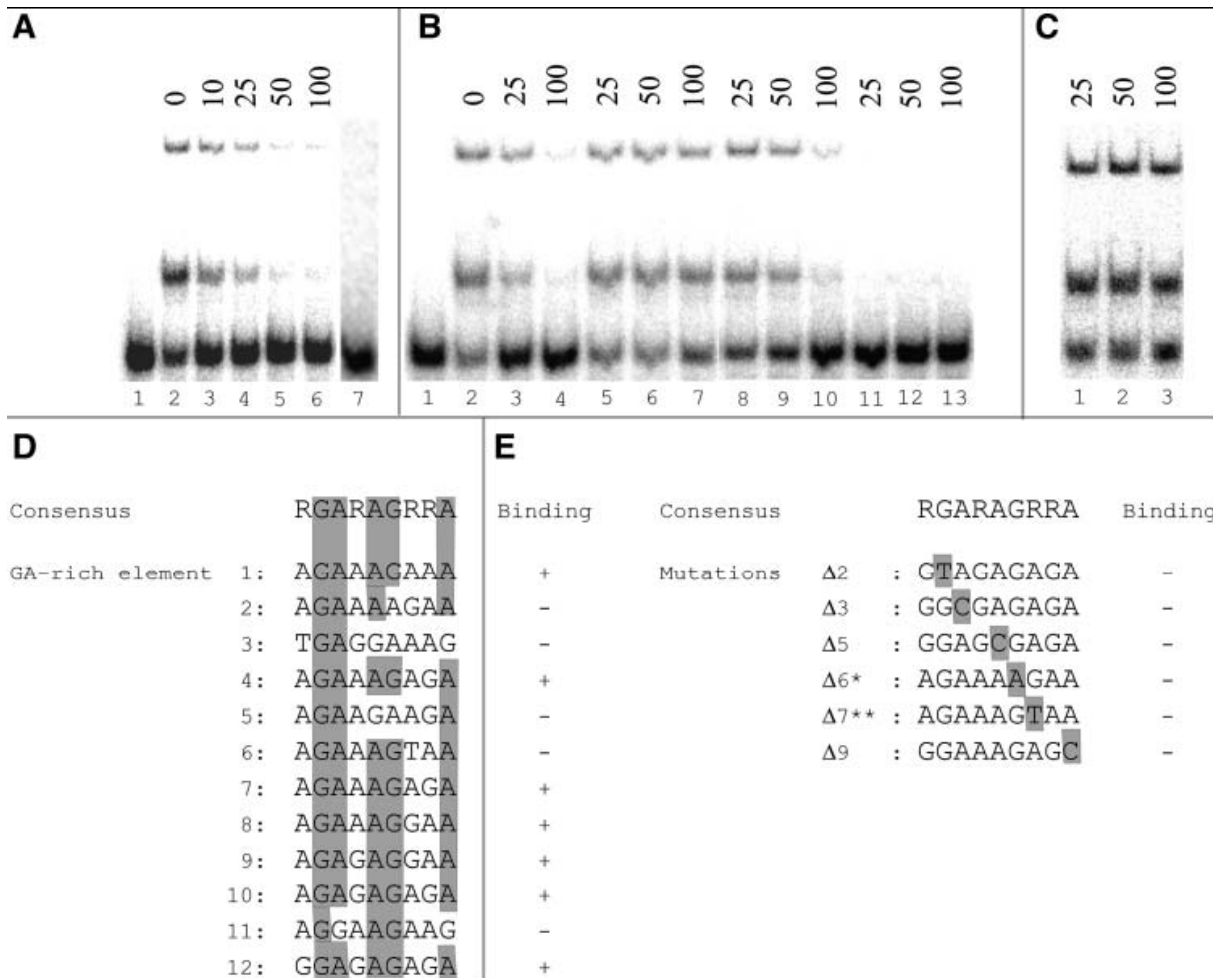 A
0 10 25 50 100
1 2 3 4 5 6 7
B
0 25 100 25 50 100 25 50 100 25 50 100
1 2 3 4 5 6 7 8 9 10 11 12 13
C
25 50 100
1 2 3
D
Consensus RGARAGRRA Binding
GA-rich element 1: AGAAAGAAA +
2: AGAAAAGAA -
3: TGAGGAAAG -
4: AGAAAGAGA +
5: AGAAGAAGA -
6: AGAAAGTAA -
7: AGAAAGAGA +
8: AGAAAGGAA +
9: AGAGAGGAA +
10: AGAGAGAGA +
11: AGGAAGAAG -
12: GGAGAGAGA +
E
Consensus RGARAGRRA Binding
Mutations Δ2 : GTAGAGAGA -
Δ3 : GGCGAGAGA -
Δ5 : GGAGCGAGA -
Δ6* : AGAAAAGAA -
Δ7** : AGAAAGTAA -
Δ9 : GGAAAGAGC -